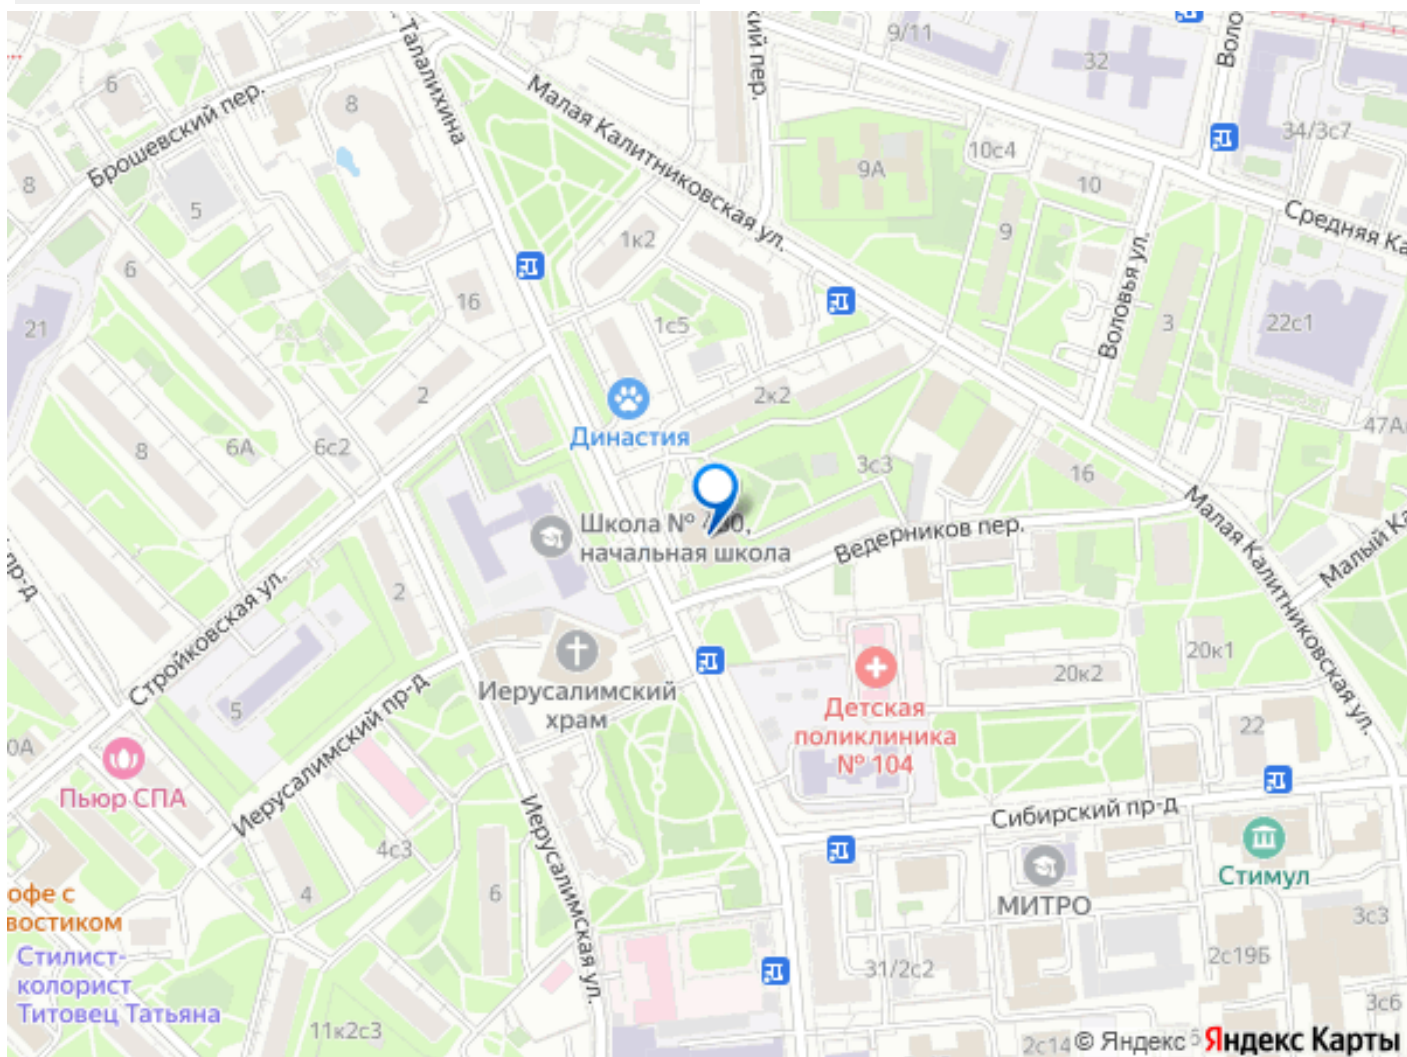 9/11
32
34/3с7
Воло
кий пер.
Талалихина
6
8
Брошевский пер.
Малая Калитниковская ул.
10с4
9А
10
8
5
Средняя Ка
1к2
9
6
Воловья ул.
16
1с5
3
22с1
21
2
2к2
47А
Династия
6А
6с2
8
3с3
16
Школа №
начальная школа
Ведерников пер.
Малая Калитниковская ул.
Малый Ка
пр-д
2
Стройковская ул.
20к1
20к2
Иерусалимский
храм
5
Иерусалимский пр-д
Детская
поликлиника
№ 104
22
0А
Пьюр СПА
Сибирский пр-д
4с3
Иерусалимская ул.
Стимул
МИТРО
4
6
офе с
востиком
3с3
Стилист-
колорист
Титовец Татьяна
31/2с2
2с19Б
3с6
11к2с3
2с14
© Яндекс
Яндекс Карты